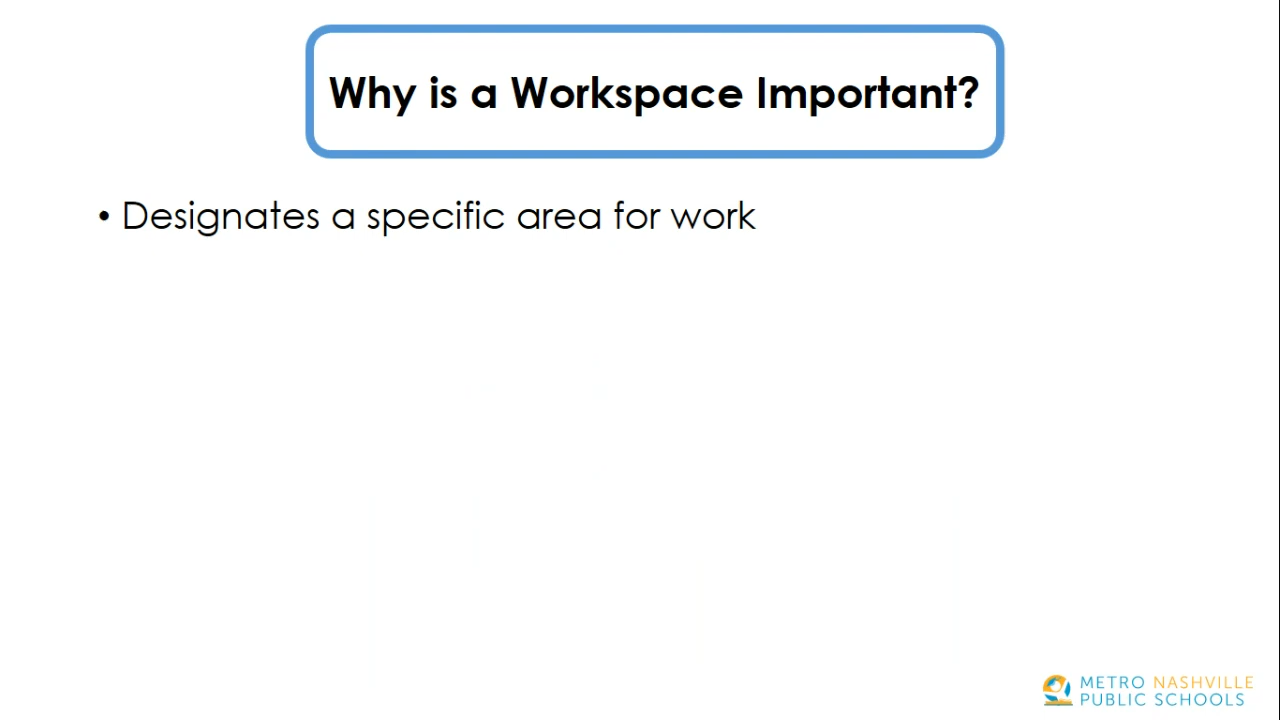 Why is a Workspace Important?
• Designates a specific area for work
METRO NASHVILLE
PUBLIC SCHOOLS